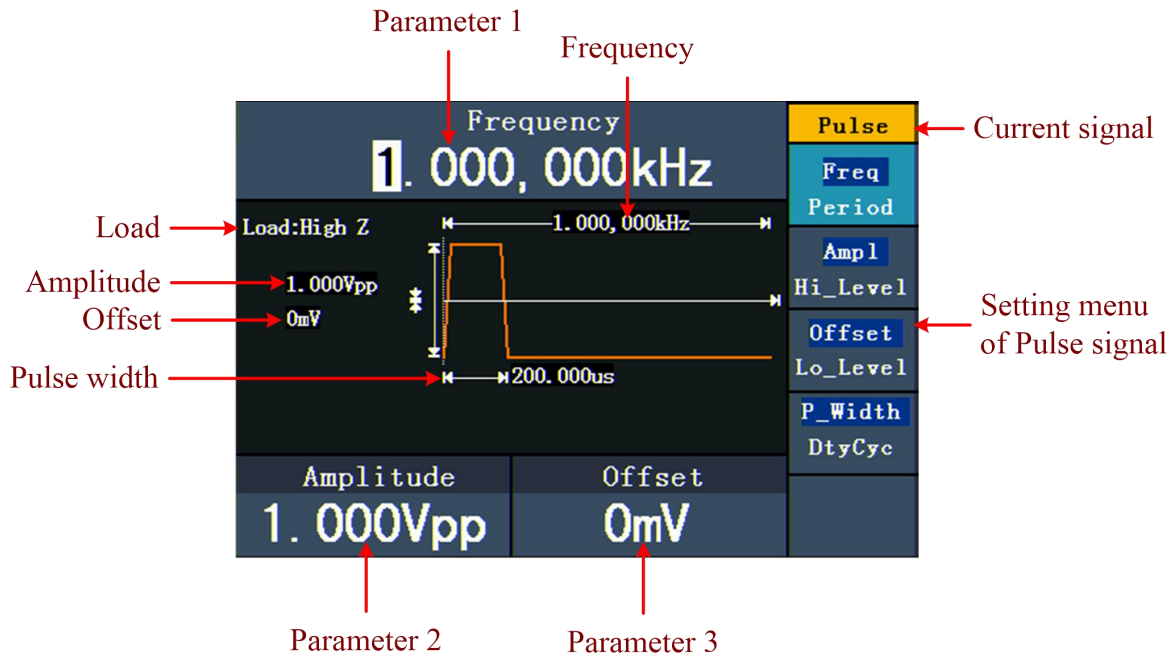 Parameter 1
Frequency
Frequency
1.000,000kHz
Pulse
Current signal
Freq
Period
Load
Load:High Z
1.000,000kHz
Amplitude
1.000Vpp
Ampl
Hi_Level
Offset
0mV
Setting menu
of Pulse signal
Offset
Lo_Level
Pulse width
200.000us
P_Width
DtyCyc
Amplitude
Offset
1.000Vpp
0mV
Parameter 2
Parameter 3